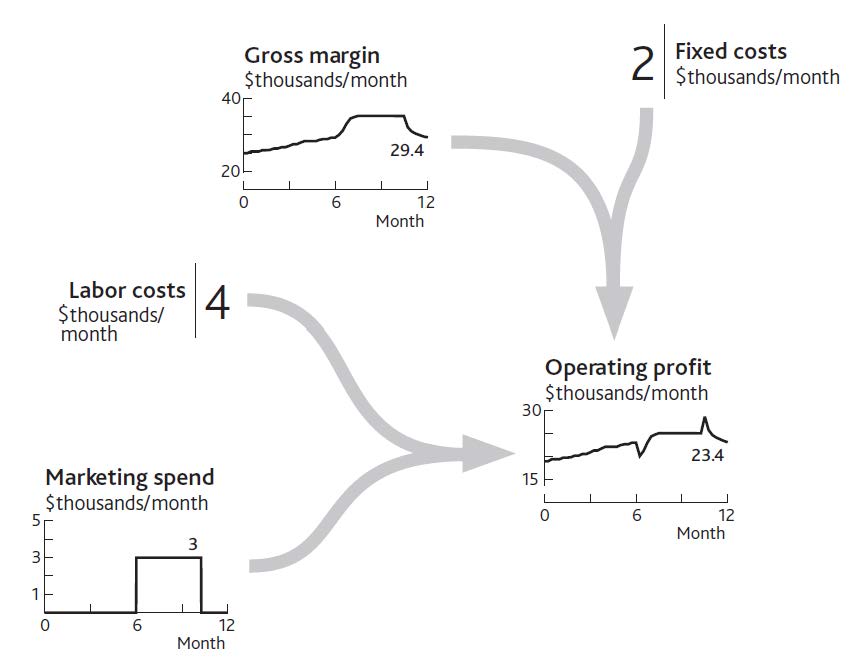 Gross margin
$thousands/month
40
20
29.4
0
6
12
Month
2
Fixed costs
$thousands/month
Labor costs
$thousands/
month
4
Operating profit
$thousands/month
30
15
23.4
0
6
12
Month
Marketing spend
$thousands/month
5
3
1
3
0
6
12
Month